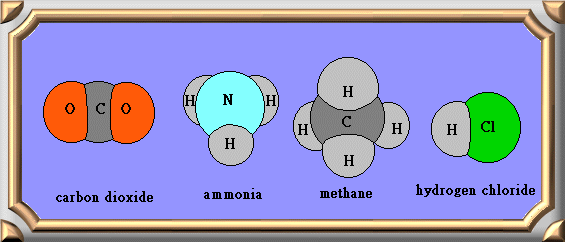 O C O
H N H
H
H
H C H
H
H Cl
carbon dioxide
ammonia
methane
hydrogen chloride